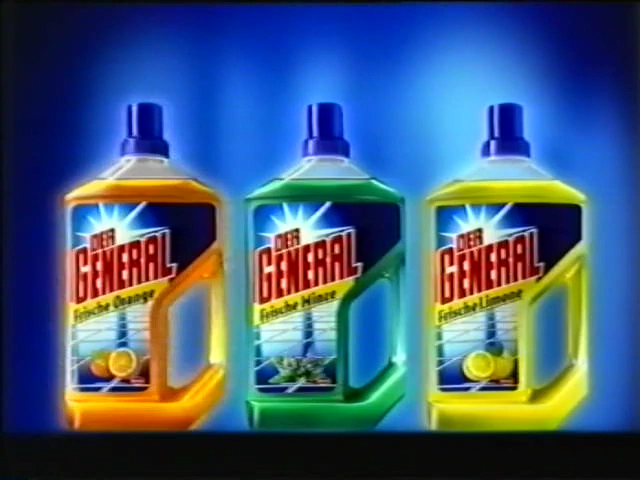 DER
GENERAL
Frische Orange
DER
GENERAL
Frische Minze
DER
GENERAL
Frische Limone